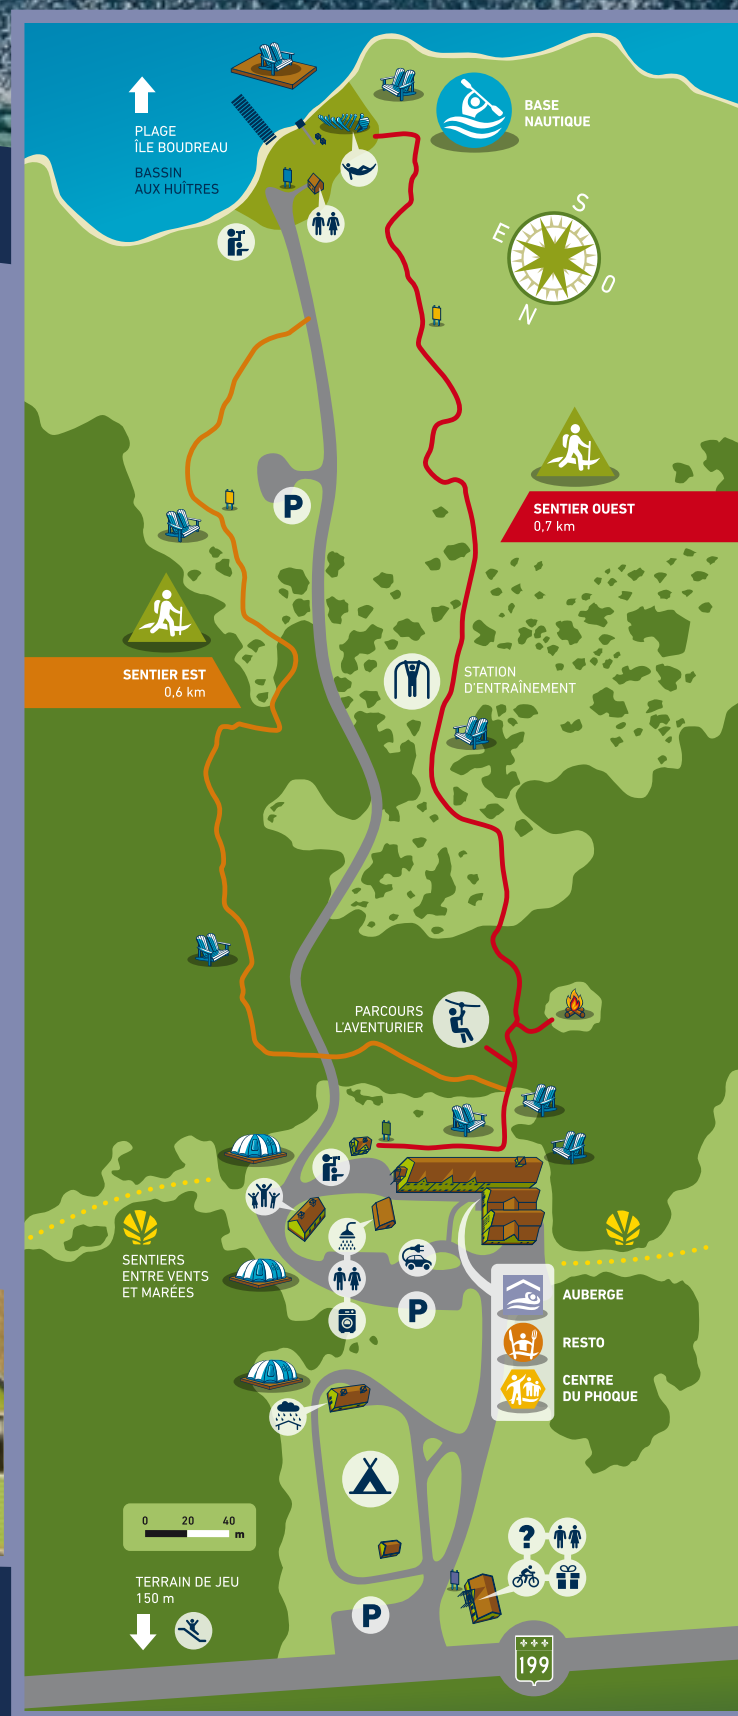 PLAGE
ÎLE BOUDREAU
BASSIN
AUX HUÎTRES
BASE
NAUTIQUE
S
E
O
N
P
SENTIER OUEST
0,7 km
SENTIER EST
0,6 km
STATION
D'ENTRAÎNEMENT
PARCOURS
L'AVENTURIER
SENTIERS
ENTRE VENTS
ET MARÉES
P
AUBERGE
RESTO
CENTRE
DU PHOQUE
0 20 40
m
?
TERRAIN DE JEU
150 m
P
199